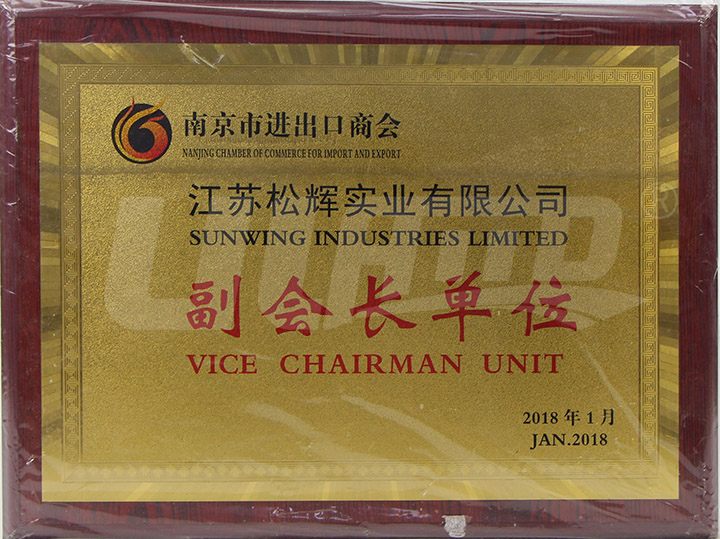 南京市进出口商会
NANJING CHAMBER OF COMMERCE FOR IMPORT AND EXPORT
江苏松辉实业有限公司
SUNWING INDUSTRIES LIMITED
副会长单位
VICE CHAIRMAN UNIT
2018年1月
JAN.2018